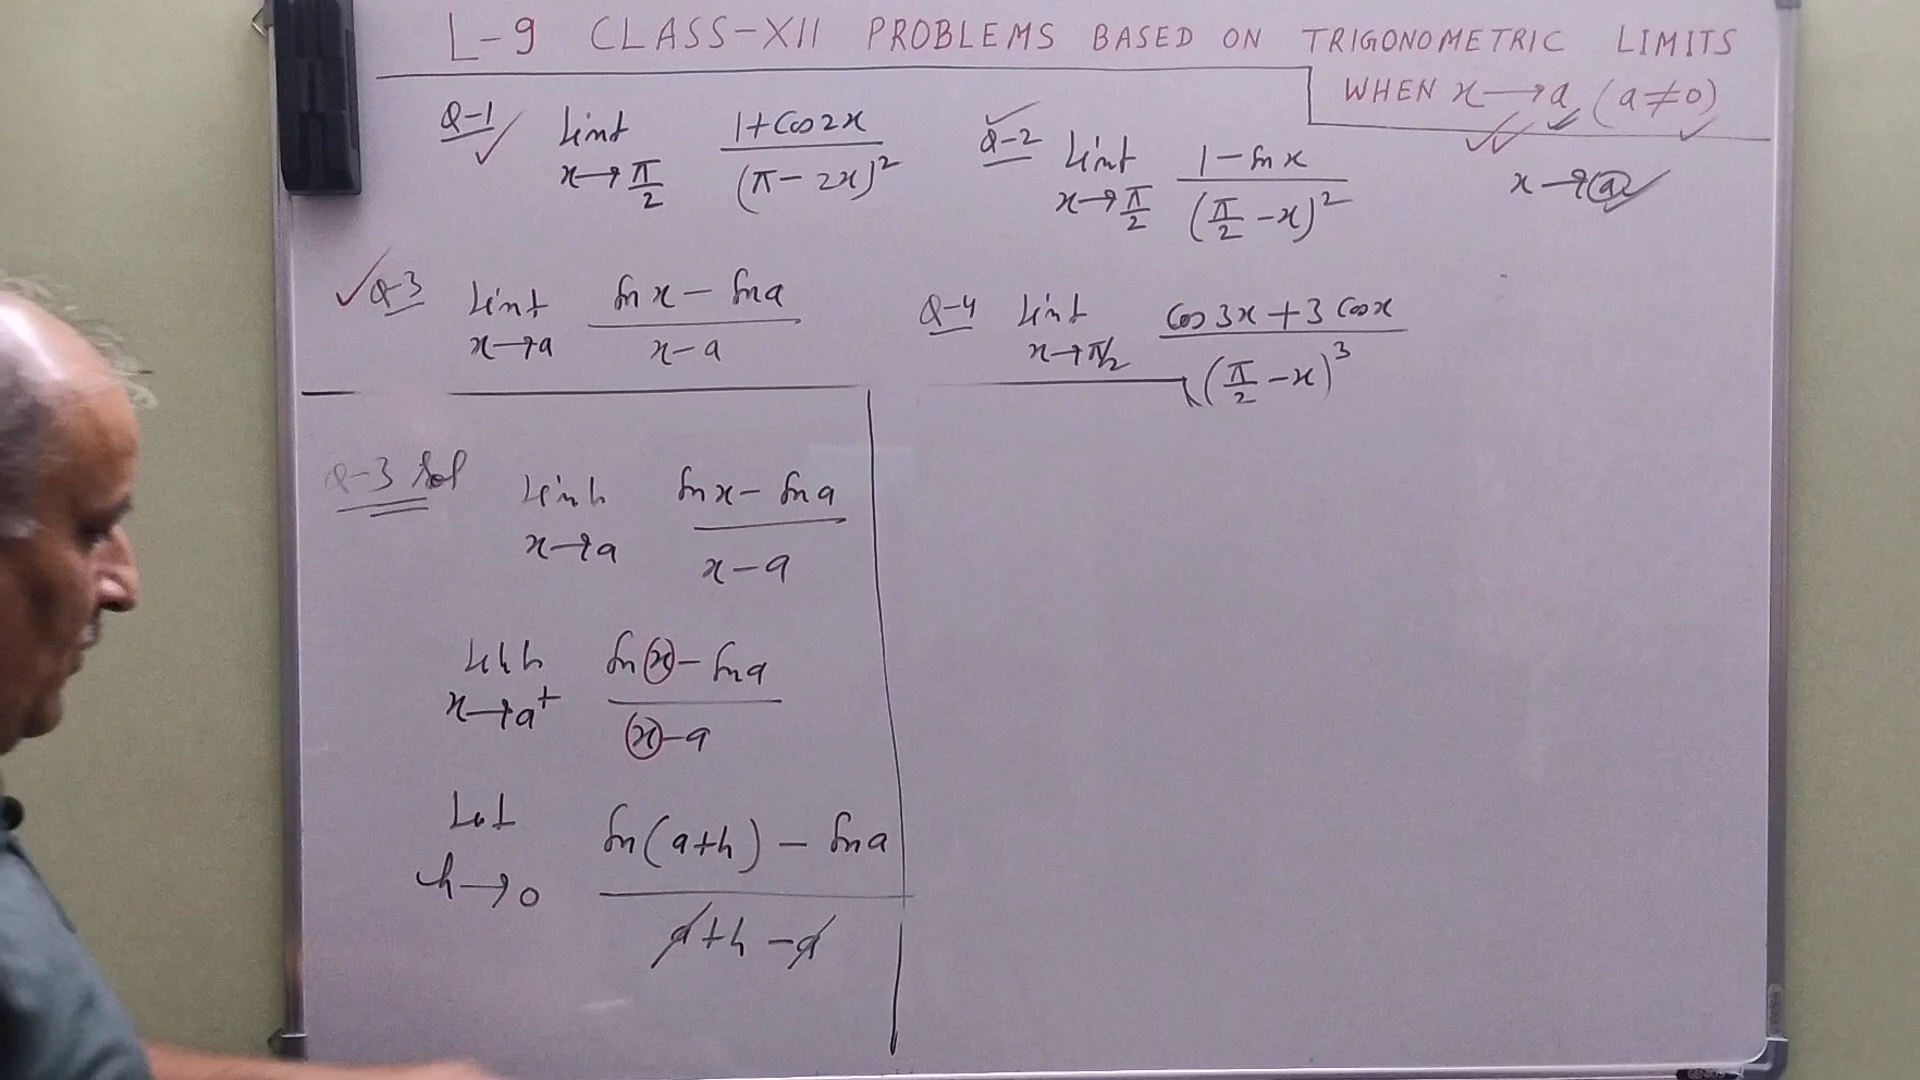 L-9 CLASS-XII PROBLEMS BASED ON TRIGONOMETRIC LIMITS
WHEN x→a (a≠0)
x→a
Q-1 Limt x→π/2 (1+Cos2x)/(π-2x)²
Q-2 Limt x→π/2 (1-Sinx)/(π/2-x)²
Q-3 Limt x→a (Sinx-Sina)/(x-a)
Q-4 Limt x→π/2 (Cos3x+3Cosx)/(π/2-x)³
Q-3 Sol Limt x→a (Sinx-Sina)/(x-a)
Limt x→a⁺ (Sin(x)-Sina)/((x)-a)
Lt h→0 (Sin(a+h)-Sina)/(a+h-a)